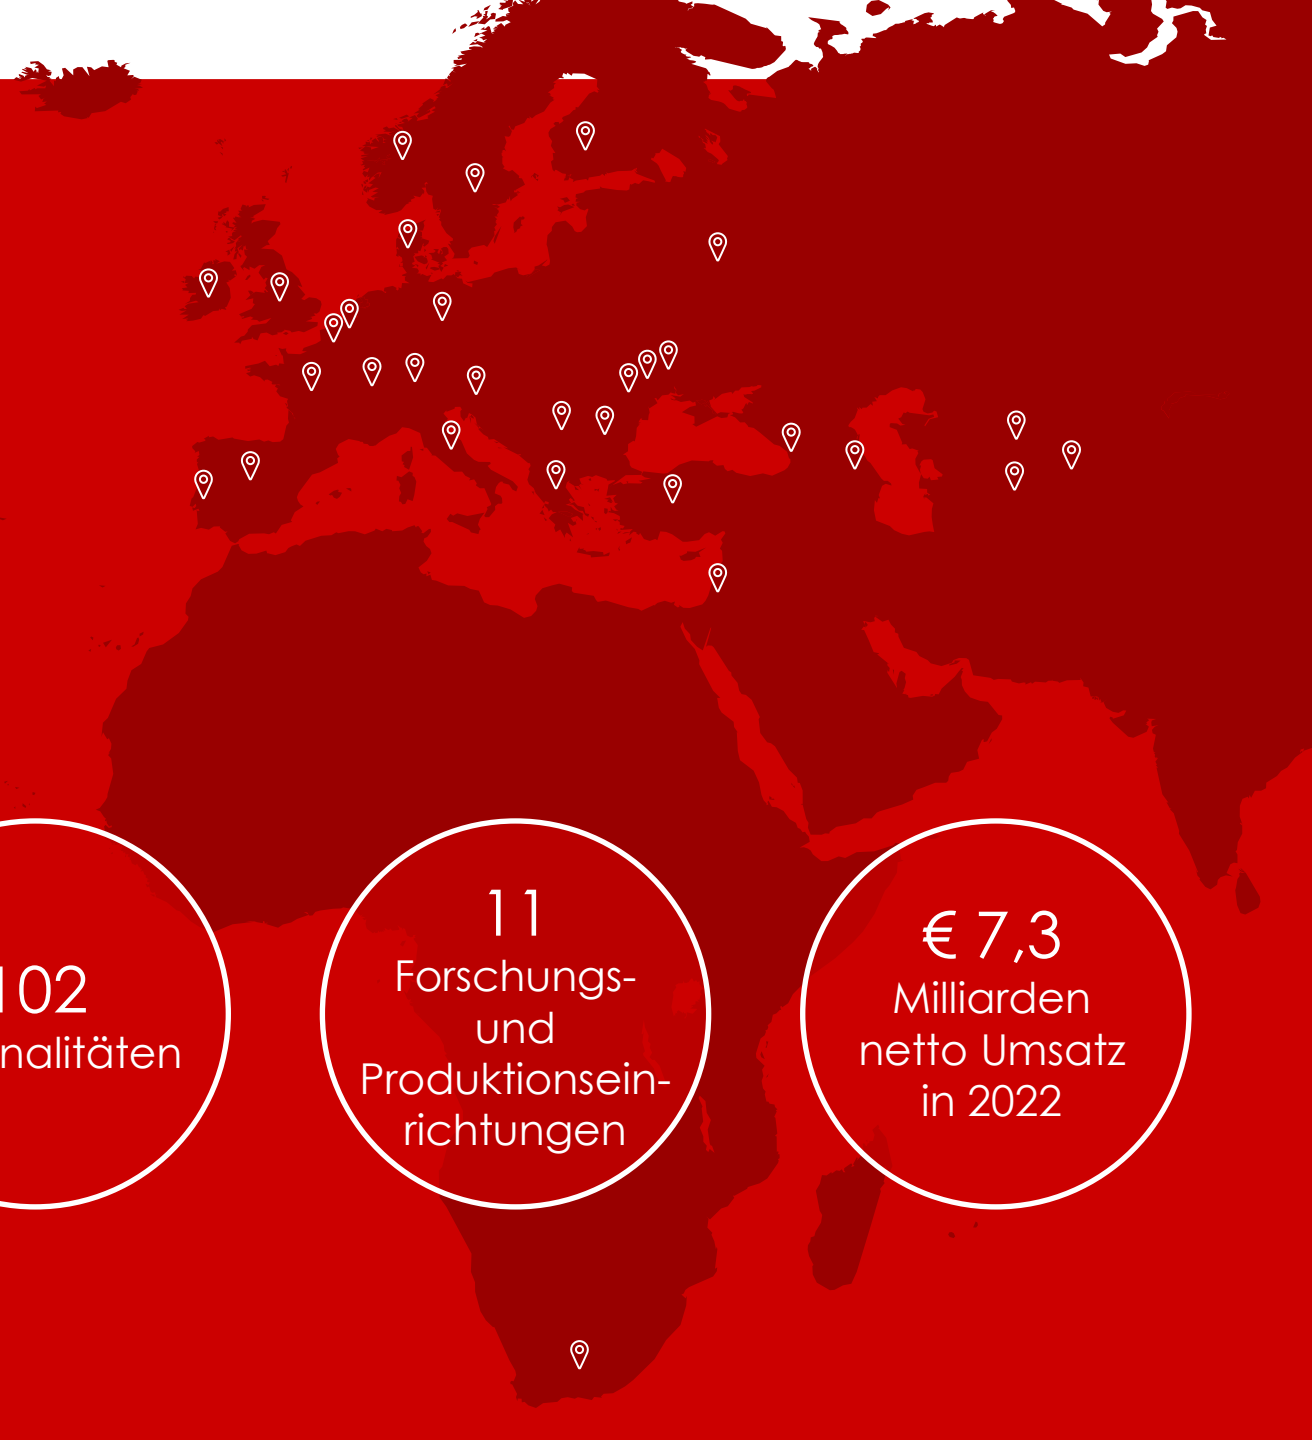 102
nalitäten
11
Forschungs-
und
Produktionsein-
richtungen
€ 7,3
Milliarden
netto Umsatz
in 2022